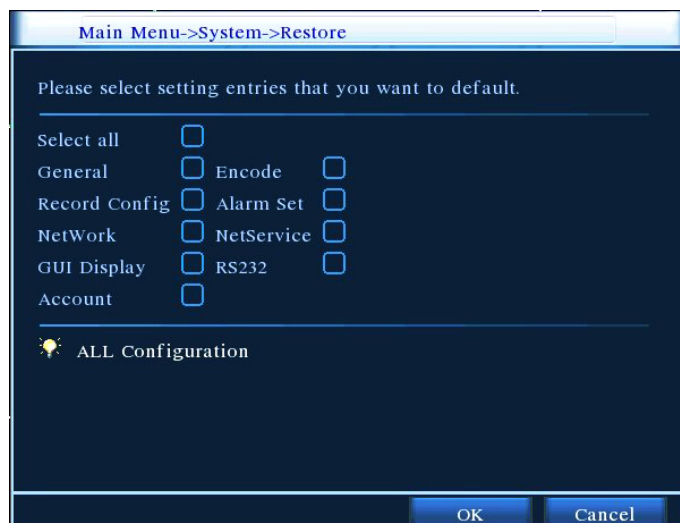 Main Menu->System->Restore
Please select setting entries that you want to default.
Select all
General Encode
Record Config Alarm Set
NetWork NetService
GUI Display RS232
Account
ALL Configuration
OK Cancel